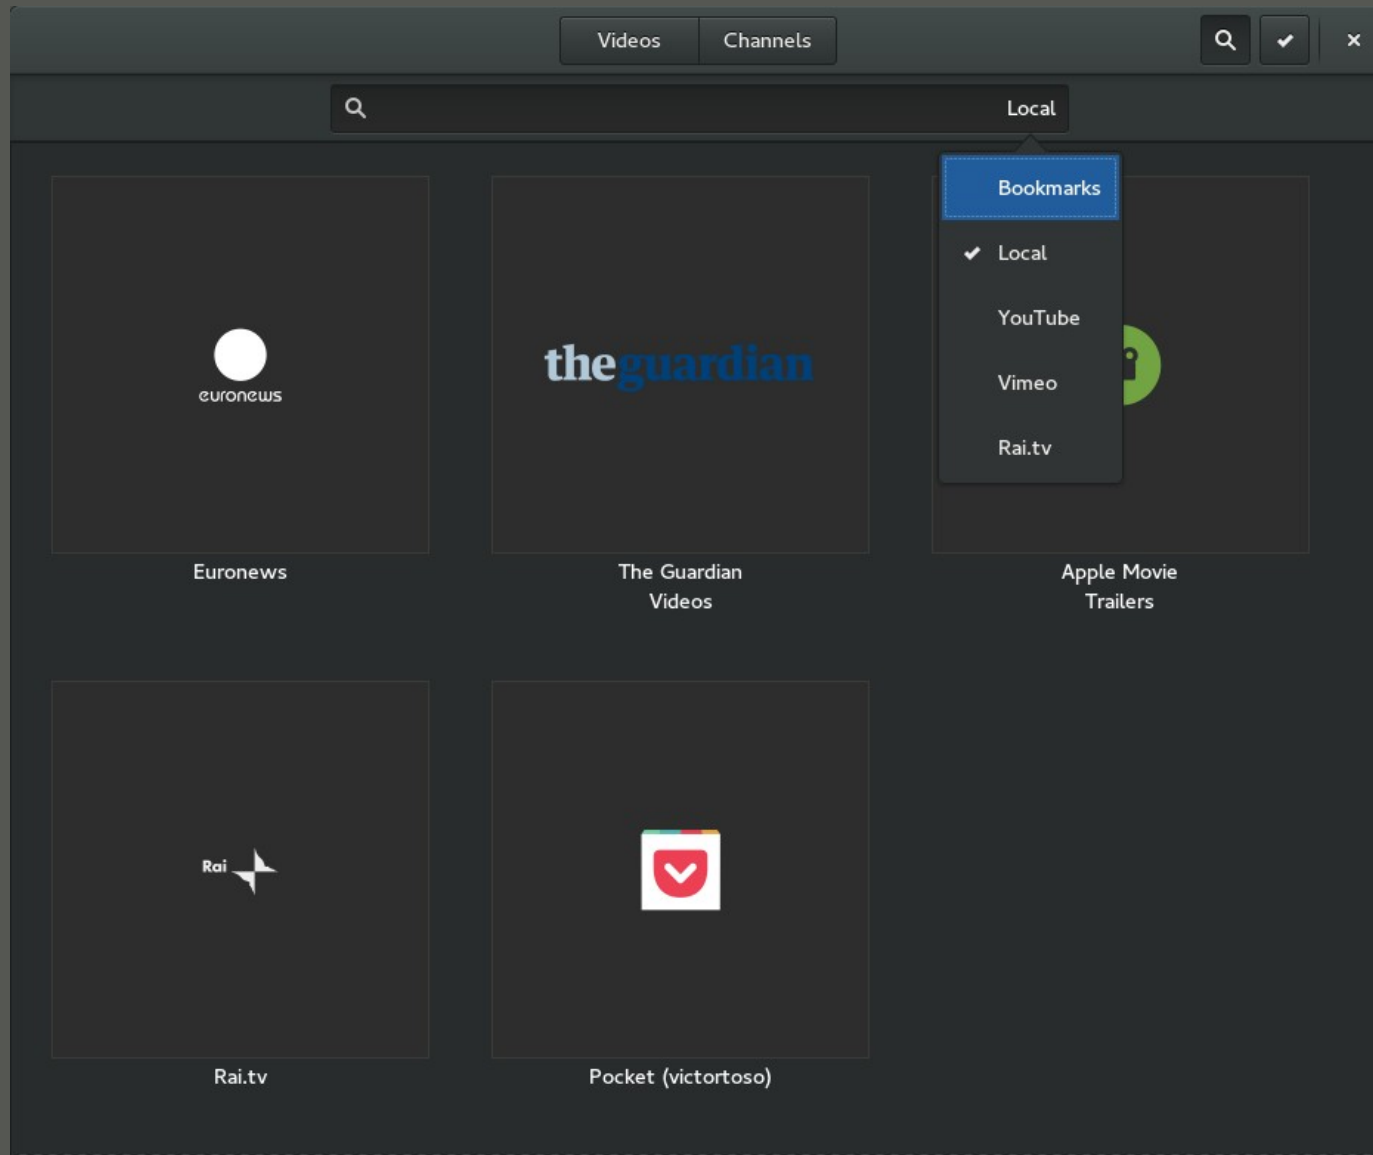 Videos
Channels
Local
Bookmarks
Local
YouTube
Vimeo
Rai.tv
euronews
theguardian
Euronews
The Guardian
Videos
Apple Movie
Trailers
Rai
Rai.tv
Pocket (victortoso)